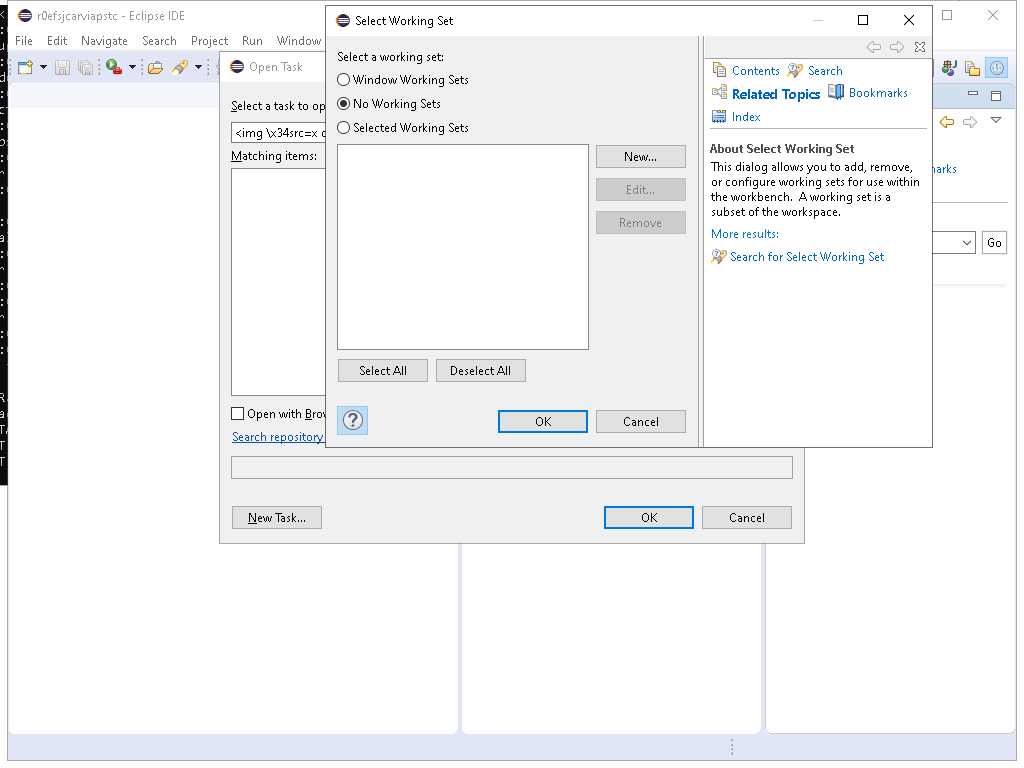 r0efsjcarviapstc - Eclipse IDE
File Edit Navigate Search Project Run Window
Open Task
Select a task to op
<img \x34src=x
Matching items:
Open with Brow
Search repository
New Task...
OK
Cancel
Select Working Set
Select a working set:
Window Working Sets
No Working Sets
Selected Working Sets
New...
Edit...
Remove
Select All
Deselect All
OK
Cancel
Contents
Search
Related Topics
Bookmarks
Index
About Select Working Set
This dialog allows you to add, remove,
or configure working sets for use within
the workbench. A working set is a
subset of the workspace.
More results:
Search for Select Working Set
narks
Go